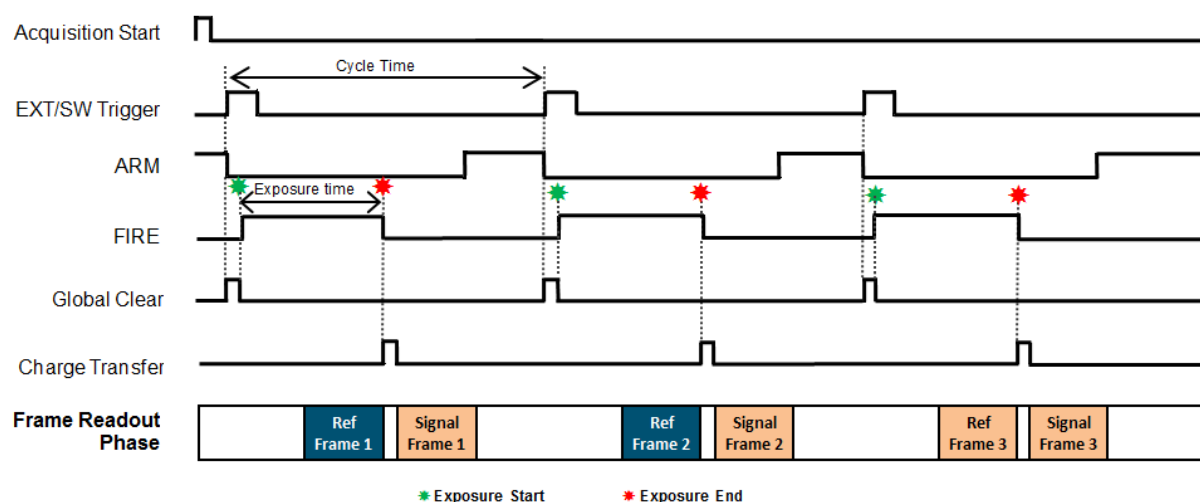 Acquisition Start
Cycle Time
EXT/SW Trigger
ARM
Exposure time
FIRE
Global Clear
Charge Transfer
Frame Readout
Phase
Ref
Frame 1
Signal
Frame 1
Ref
Frame 2
Signal
Frame 2
Ref
Frame 3
Signal
Frame 3
Exposure Start
Exposure End